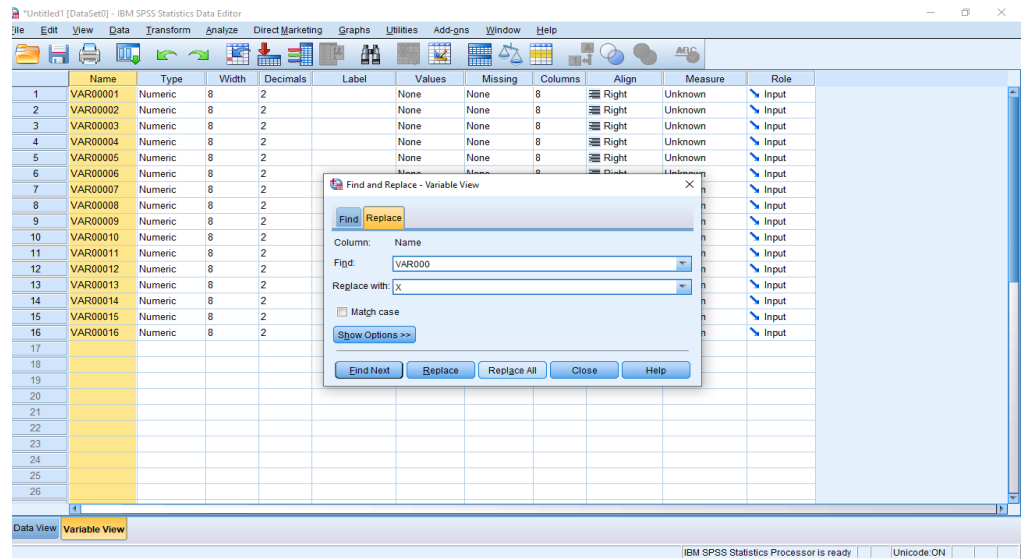 *Untitled1 [DataSet0] - IBM SPSS Statistics Data Editor
File Edit View Data Transform Analyze Direct Marketing Graphs Utilities Add-ons Window Help
Name Type Width Decimals Label Values Missing Columns Align Measure Role
1 VAR00001 Numeric 8 2 None None 8 Right Unknown Input
2 VAR00002 Numeric 8 2 None None 8 Right Unknown Input
3 VAR00003 Numeric 8 2 None None 8 Right Unknown Input
4 VAR00004 Numeric 8 2 None None 8 Right Unknown Input
5 VAR00005 Numeric 8 2 None None 8 Right Unknown Input
6 VAR00006 Numeric 8 2 None None 8 Right Unknown Input
7 VAR00007 Numeric 8 2 Input
8 VAR00008 Numeric 8 2 Input
9 VAR00009 Numeric 8 2 Input
10 VAR00010 Numeric 8 2 Input
11 VAR00011 Numeric 8 2 Input
12 VAR00012 Numeric 8 2 Input
13 VAR00013 Numeric 8 2 Input
14 VAR00014 Numeric 8 2 Input
15 VAR00015 Numeric 8 2 Input
16 VAR00016 Numeric 8 2 Input
17
18
19
20
21
22
23
24
25
26
Find and Replace - Variable View
Find Replace
Column: Name
Find: VAR000
Replace with: X
Match case
Show Options >>
Find Next Replace Replace All Close Help
Data View Variable View
IBM SPSS Statistics Processor is ready Unicode:ON